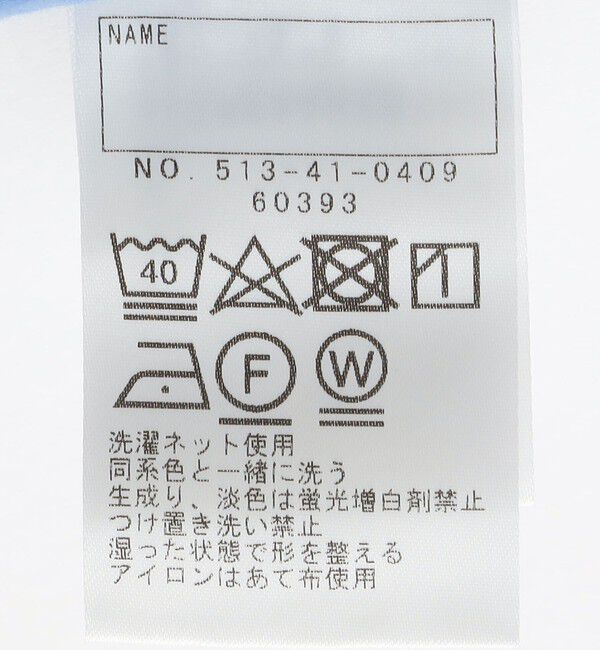 NAME
NO. 513-41-0409
60393
40
F
W
洗濯ネット使用
同系色と一緒に洗う
生成り、淡色は蛍光増白剤禁止
つけ置き洗い禁止
湿った状態で形を整える
アイロンはあて布使用